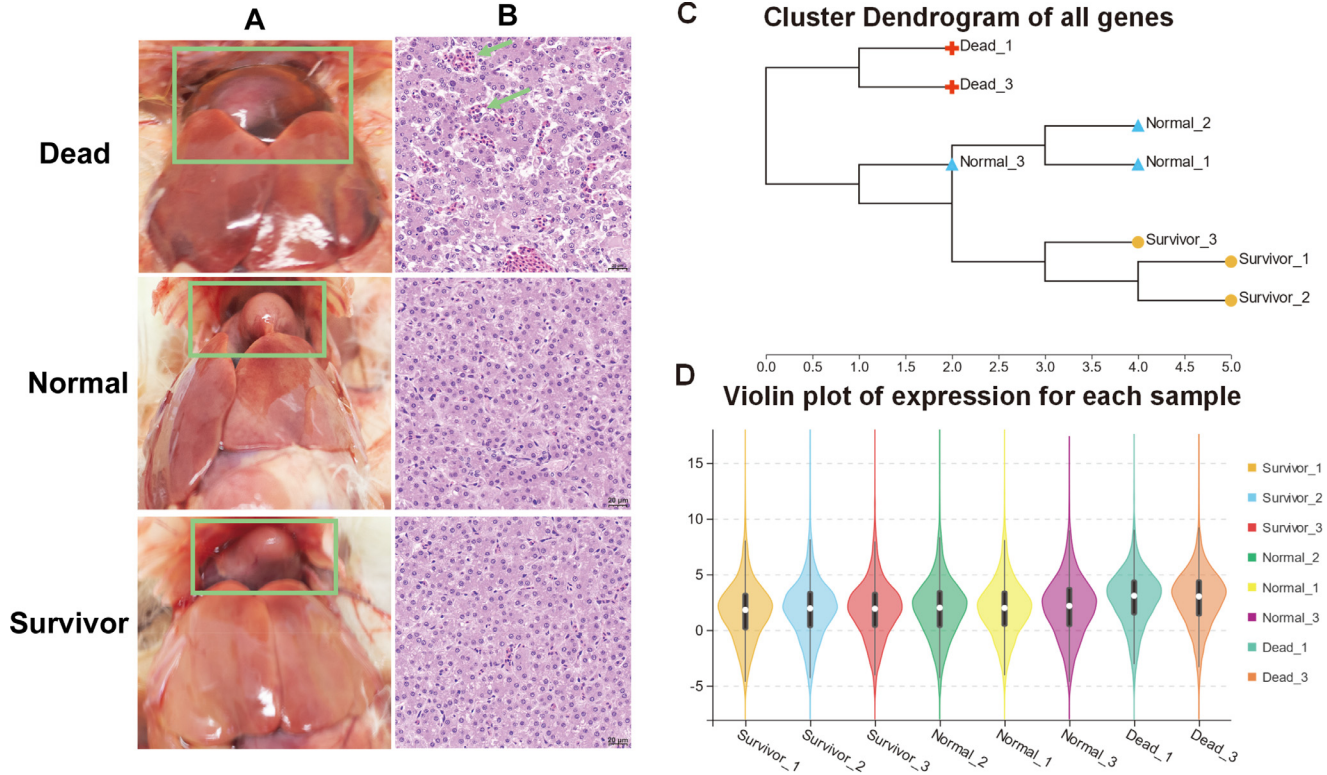 A
B
Dead
Normal
20 μm
Survivor
20 μm
C
Cluster Dendrogram of all genes
Dead_1
Dead_3
Normal_2
Normal_3
Normal_1
Survivor_3
Survivor_1
Survivor_2
0.0 0.5 1.0 1.5 2.0 2.5 3.0 3.5 4.0 4.5 5.0
D
Violin plot of expression for each sample
15
10
5
0
-5
Survivor_1 Survivor_2 Survivor_3 Normal_2 Normal_1 Normal_3 Dead_1 Dead_3
Survivor_1
Survivor_2
Survivor_3
Normal_2
Normal_1
Normal_3
Dead_1
Dead_3